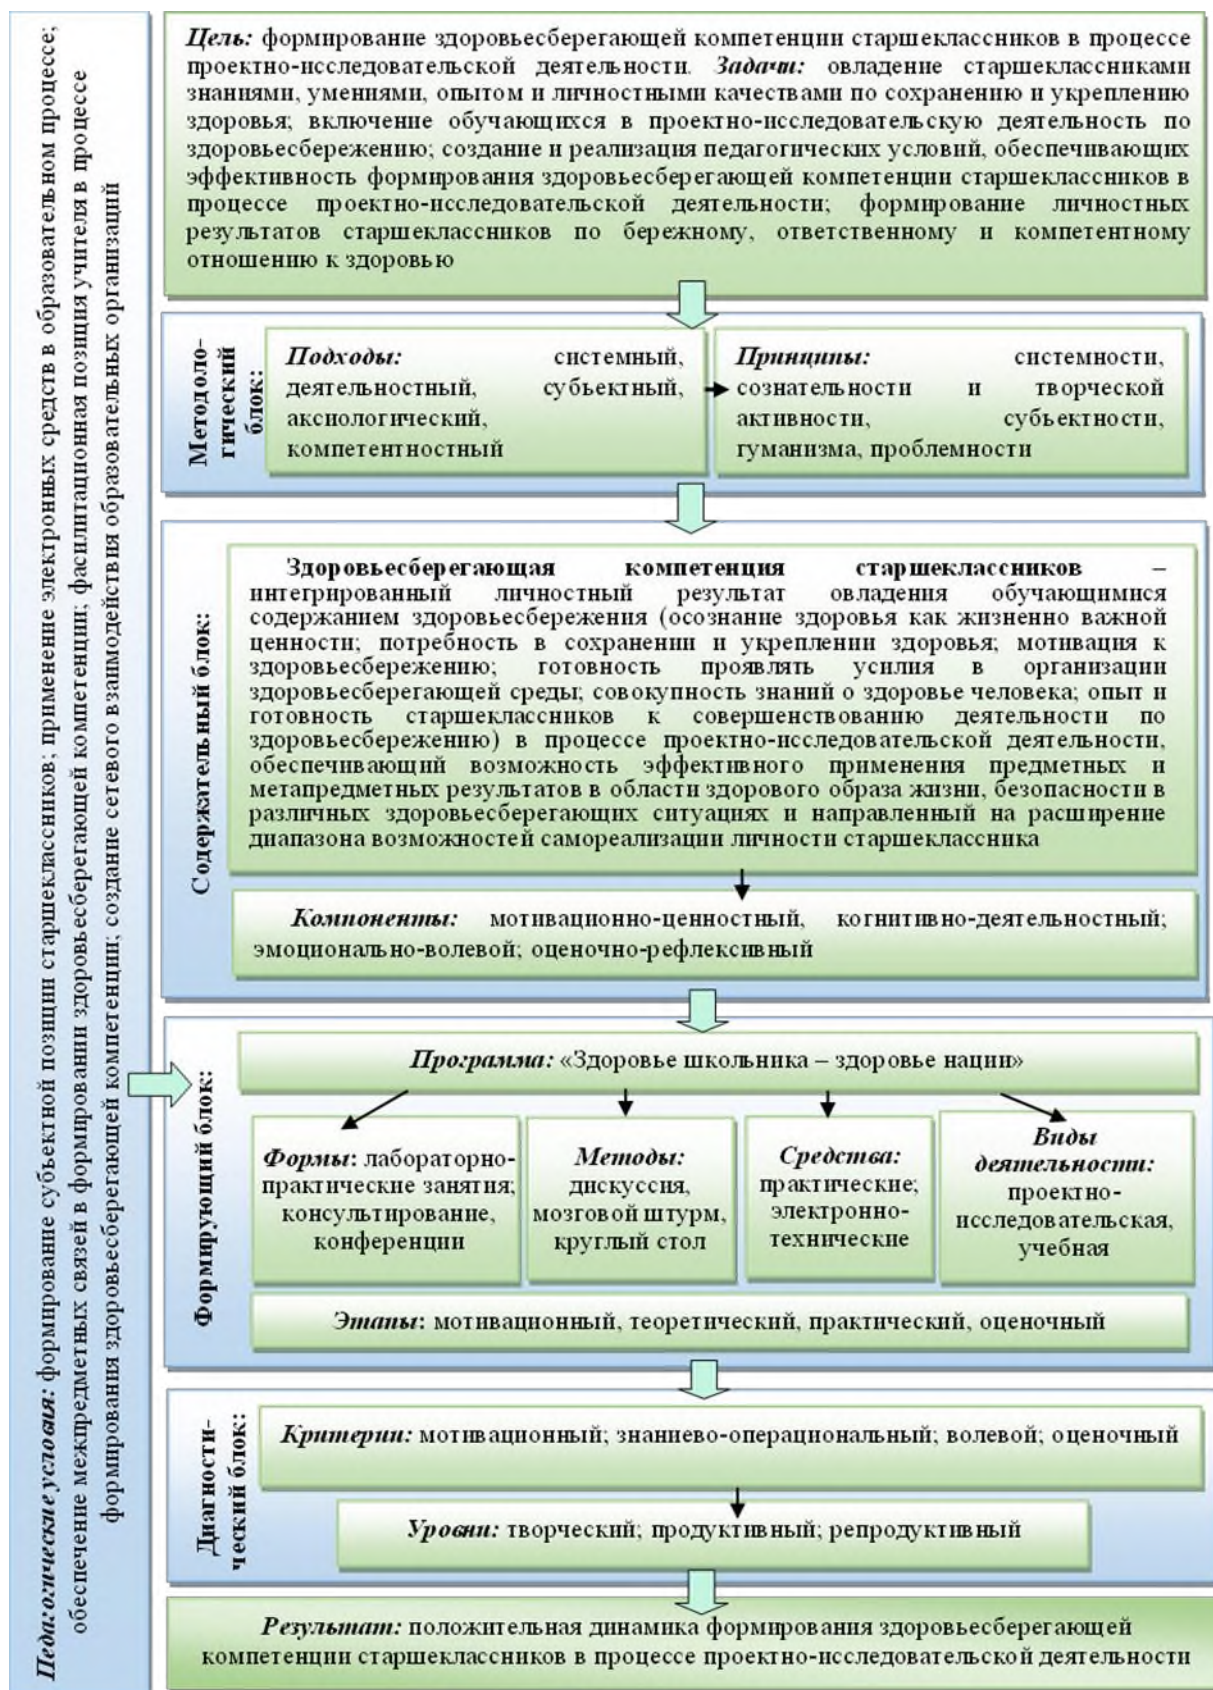 Педагогические условия: формирование субъектной позиции старшеклассников; применение электронных средств в образовательном процессе;
обеспечение межпредметных связей в формировании здоровьесберегающей компетенции; фасилитационная позиция учителя в процессе
формирования здоровьесберегающей компетенции; создание сетевого взаимодействия образовательных организаций
Цель: формирование здоровьесберегающей компетенции старшеклассников в процессе
проектно-исследовательской деятельности. Задачи: овладение старшеклассниками
знаниями, умениями, опытом и личностными качествами по сохранению и укреплению
здоровья; включение обучающихся в проектно-исследовательскую деятельность по
здоровьесбережению; создание и реализация педагогических условий, обеспечивающих
эффективность формирования здоровьесберегающей компетенции старшеклассников в
процессе проектно-исследовательской деятельности; формирование личностных
результатов старшеклассников по бережному, ответственному и компетентному
отношению к здоровью
Методоло-
гический
блок:
Подходы: системный,
деятельностный, субъектный,
аксиологический,
компетентностный
Принципы: системности,
сознательности и творческой
активности, субъектности,
гуманизма, проблемности
Содержательный блок:
Здоровьесберегающая компетенция старшеклассников –
интегрированный личностный результат овладения обучающимися
содержанием здоровьесбережения (осознание здоровья как жизненно важной
ценности; потребность в сохранении и укреплении здоровья; мотивация к
здоровьесбережению; готовность проявлять усилия в организации
здоровьесберегающей среды; совокупность знаний о здоровье человека; опыт и
готовность старшеклассников к совершенствованию деятельности по
здоровьесбережению) в процессе проектно-исследовательской деятельности,
обеспечивающий возможность эффективного применения предметных и
метапредметных результатов в области здорового образа жизни, безопасности в
различных здоровьесберегающих ситуациях и направленный на расширение
диапазона возможностей самореализации личности старшеклассника
Компоненты: мотивационно-ценностный, когнитивно-деятельностный;
эмоционально-волевой; оценочно-рефлексивный
Формирующий блок:
Программа: «Здоровье школьника – здоровье нации»
Формы: лабораторно-
практические занятия;
консультирование,
конференции
Методы:
дискуссия,
мозговой штурм,
круглый стол
Средства:
практические;
электронно-
технические
Виды
деятельности:
проектно-
исследовательская,
учебная
Этапы: мотивационный, теоретический, практический, оценочный
Диагности-
ческий блок:
Критерии: мотивационный; знаниево-операциональный; волевой; оценочный
Уровни: творческий; продуктивный; репродуктивный
Результат: положительная динамика формирования здоровьесберегающей
компетенции старшеклассников в процессе проектно-исследовательской деятельности